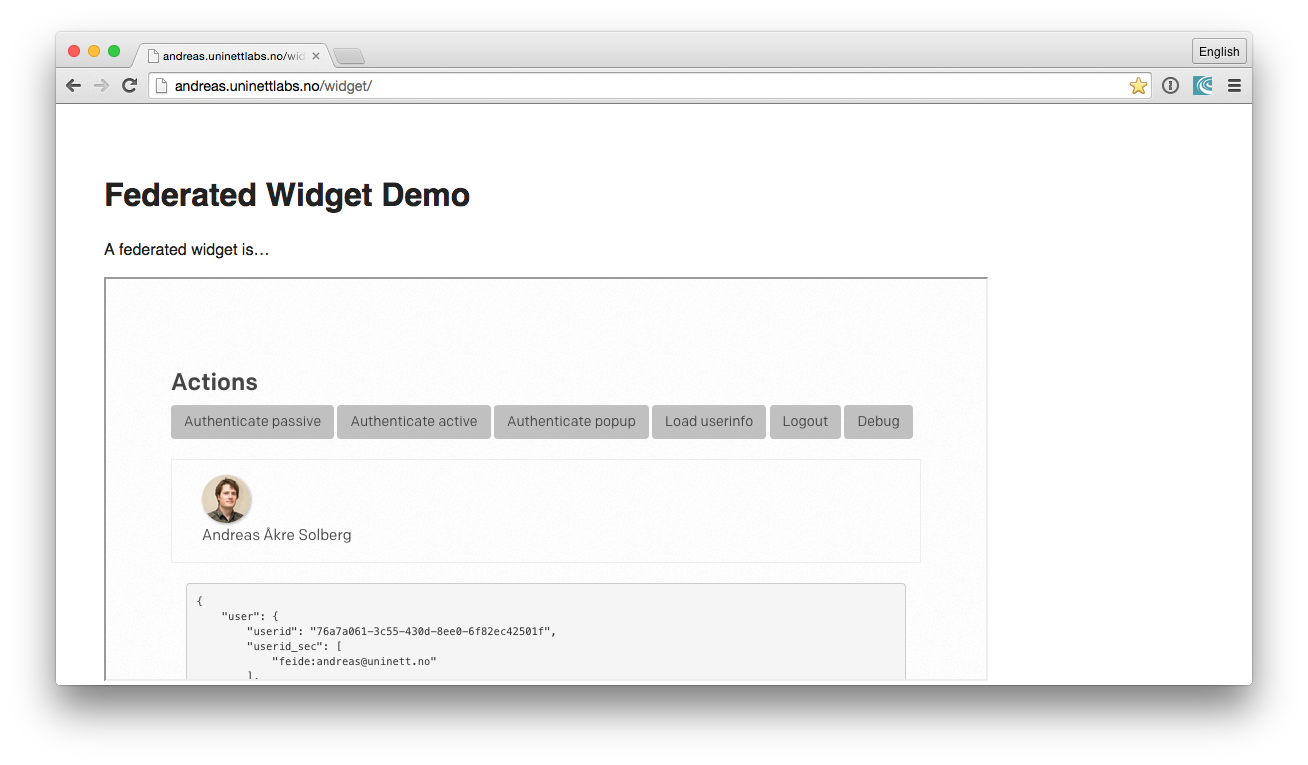 andreas.uninettlabs.no/wid
English
andreas.uninettlabs.no/widget/
Federated Widget Demo
A federated widget is…
Actions
Authenticate passive Authenticate active Authenticate popup Load userinfo Logout Debug
Andreas Åkre Solberg
{
"user": {
"userid": "76a7a061-3c55-430d-8ee0-6f82ec42501f",
"userid_sec": [
"feide:andreas@uninett.no"
],